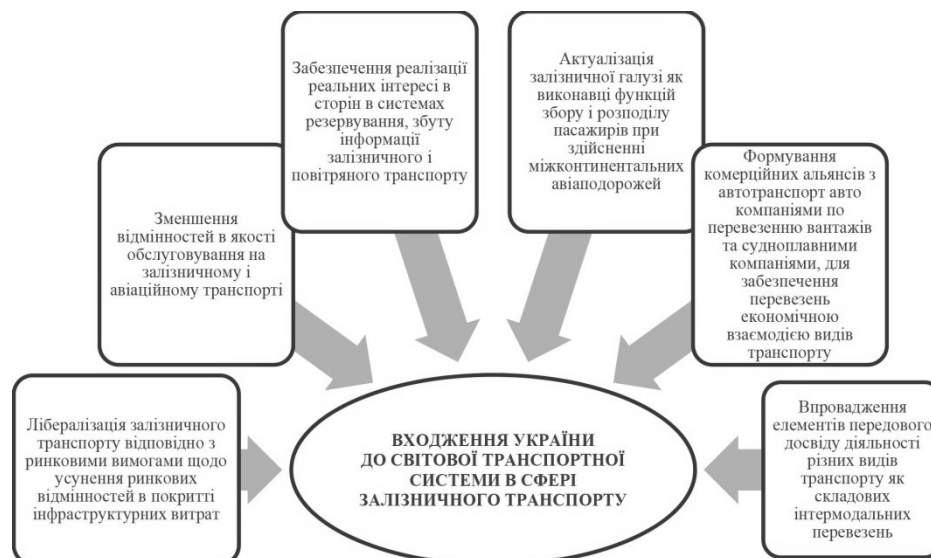 Забезпечення реалізації
реальних інтересі в
сторін в системах
резервування, збуту
інформації
залізничного і
повітряного транспорту
Актуалізація
залізничної галузі як
виконавці функцій
збору і розподілу
пасажирів при
здійсненні
міжконтинентальних
авіаподорожей
Зменшення
відмінностей в якості
обслуговування на
залізничному і
авіаційному транспорті
Формування
комерційних альянсів з
автотранспорт авто
компаніями по
перевезенню вантажів
та судноплавними
компаніями, для
забезпечення
перевезень
економічною
взаємодією видів
транспорту
Лібералізація залізничного
транспорту відповідно з
ринковими вимогами щодо
усунення ринкових
відмінностей в покритті
інфраструктурних витрат
ВХОДЖЕННЯ УКРАЇНИ
ДО СВІТОВОЇ ТРАНСПОРТНОЇ
СИСТЕМИ В СФЕРІ
ЗАЛІЗНИЧНОГО ТРАНСПОРТУ
Впровадження
елементів передового
досвіду діяльності
різних видів
транспорту як
складових
інтермодальних
перевезень